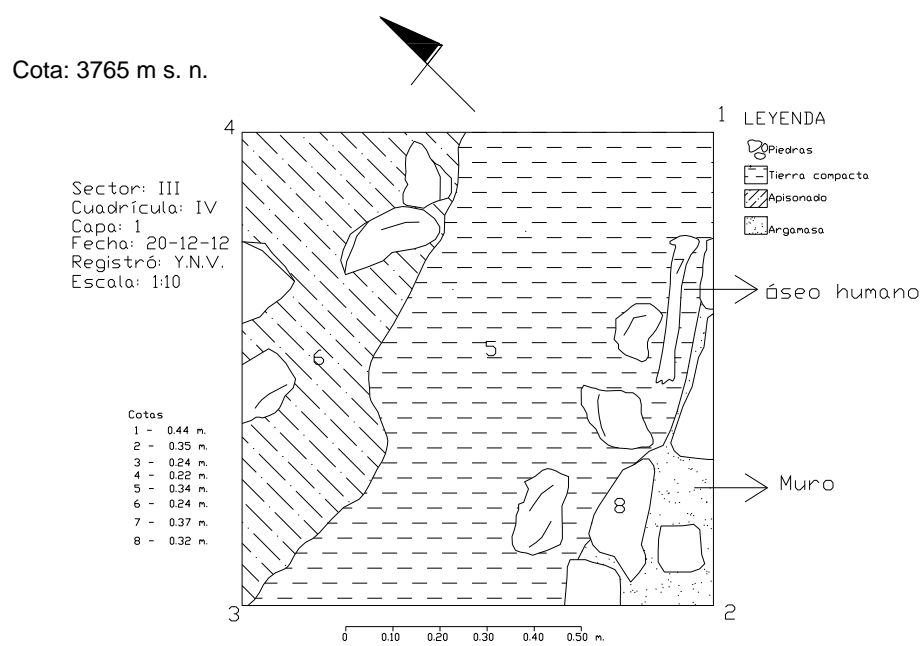 Cota: 3765 m s. n.
4
1
LEYENDA
Piedras
Tierra compacta
Apisonado
Argamasa
Sector: III
Cuadrícula: IV
Capa: 1
Fecha: 20-12-12
Registró: Y.N.V.
Escala: 1:10
7
óseo humano
5
6
Cotas
1 - 0.44 m.
2 - 0.35 m.
3 - 0.24 m.
4 - 0.22 m.
5 - 0.34 m.
6 - 0.24 m.
7 - 0.37 m.
8 - 0.32 m.
Muro
8
3
2
0 0.10 0.20 0.30 0.40 0.50 m.